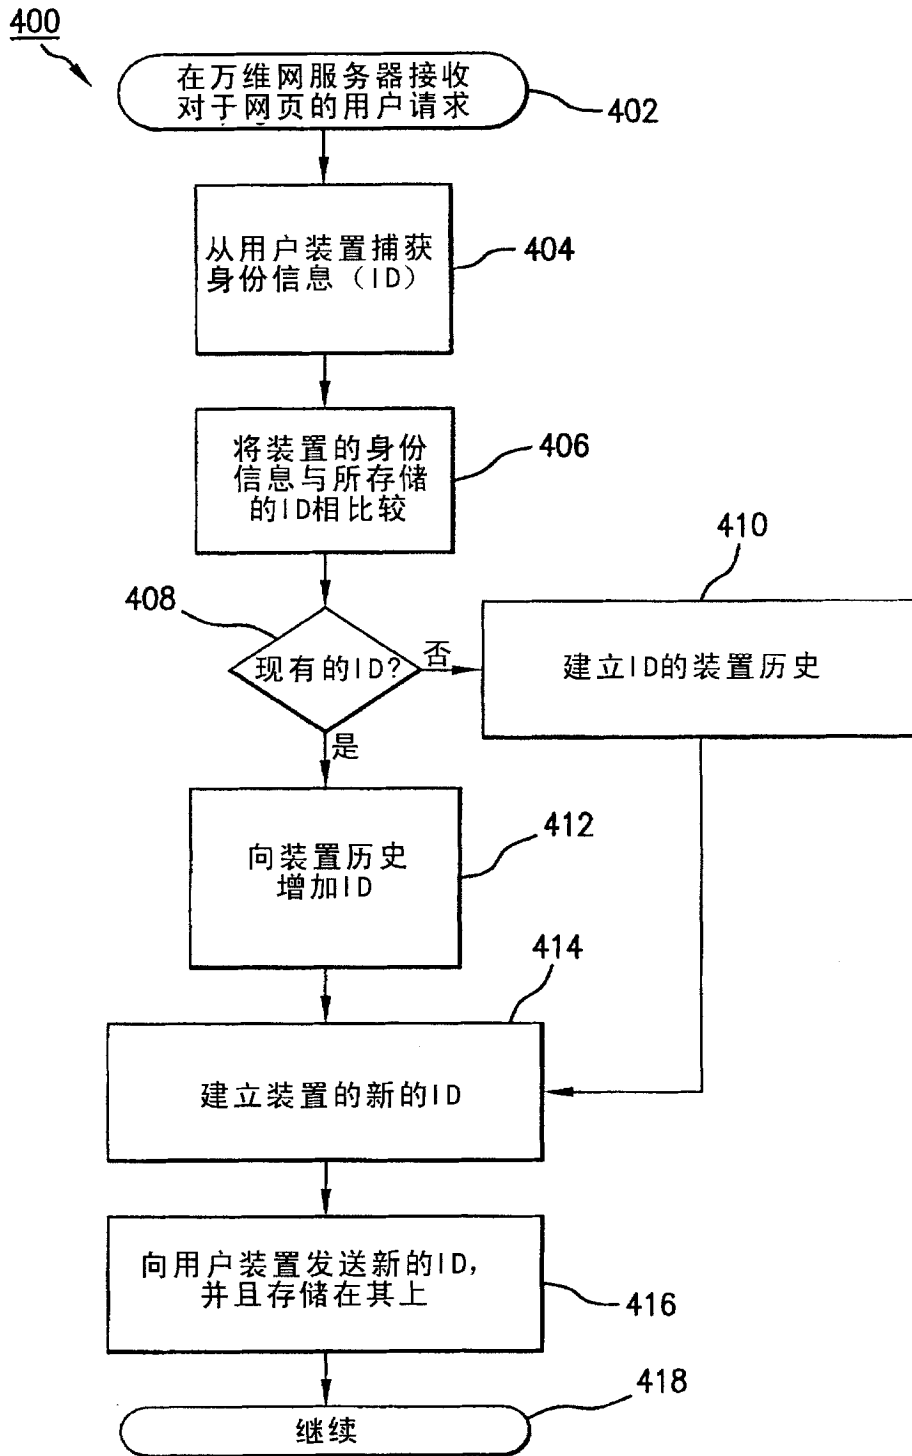 400
在万维网服务器接收
对于网页的用户请求
402
从用户装置捕获
身份信息（ID）
404
将装置的身份
信息与所存储
的ID相比较
406
408
现有的ID?
否
410
建立ID的装置历史
是
向装置历史
增加ID
412
414
建立装置的新的ID
向用户装置发送新的ID，
并且存储在其上
416
继续
418